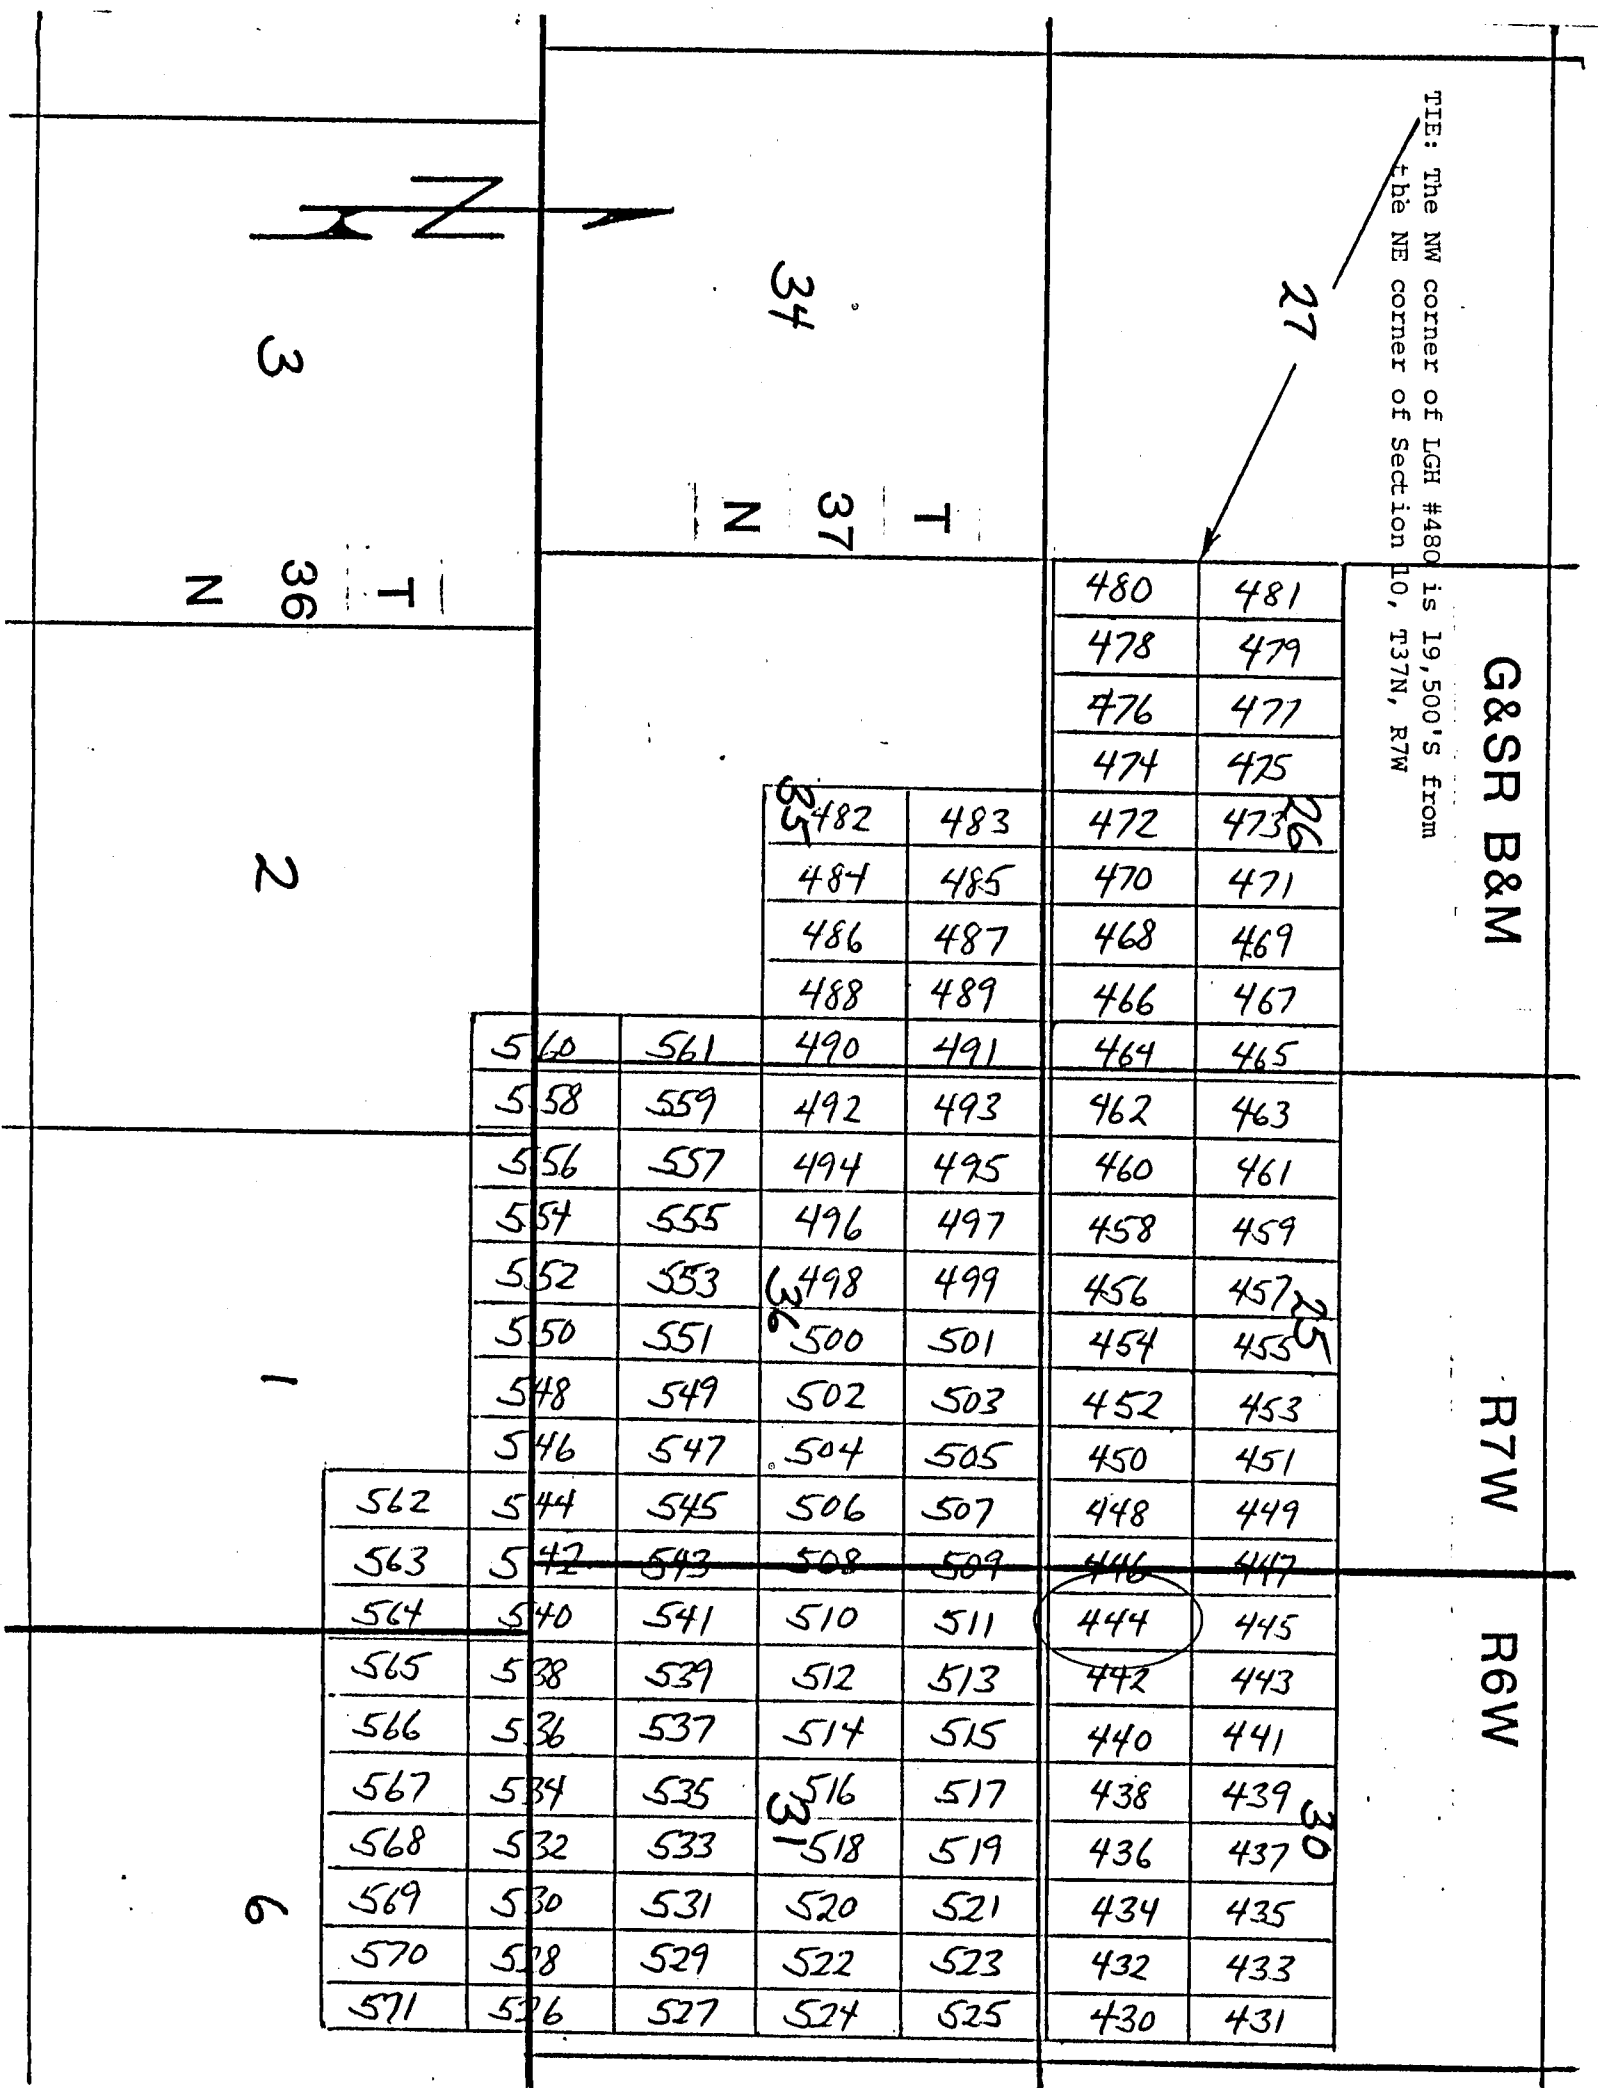 TIE: The NW corner of LGH #480 is 19,500'S from
the NE corner of Section 10, T37N, R7W
G&SR B&M
R7W
R6W
27
34
3
N
T
37
N
T
36
N
2
1
6
35
26
36
25
31
30
480 481
478 479
476 477
474 475
482 483 472 473
484 485 470 471
486 487 468 469
488 489 466 467
560 561 490 491 464 465
558 559 492 493 462 463
556 557 494 495 460 461
554 555 496 497 458 459
552 553 498 499 456 457
550 551 500 501 454 455
548 549 502 503 452 453
546 547 504 505 450 451
562 544 545 506 507 448 449
563 542 543 508 509 446 447
564 540 541 510 511 444 445
565 538 539 512 513 442 443
566 536 537 514 515 440 441
567 534 535 516 517 438 439
568 532 533 518 519 436 437
569 530 531 520 521 434 435
570 528 529 522 523 432 433
571 526 527 524 525 430 431